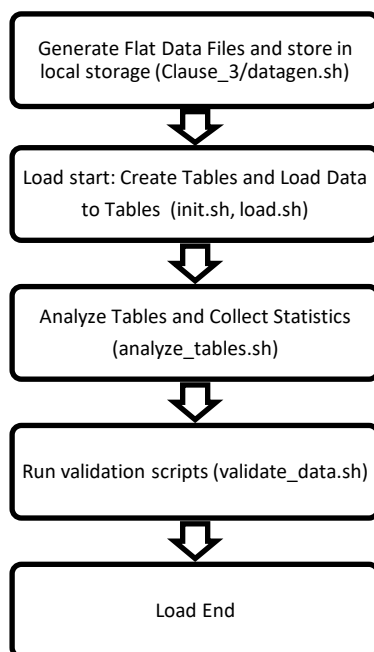 Generate Flat Data Files and store in
local storage (Clause_3/datagen.sh)
Load start: Create Tables and Load Data
to Tables (init.sh, load.sh)
Analyze Tables and Collect Statistics
(analyze_tables.sh)
Run validation scripts (validate_data.sh)
Load End